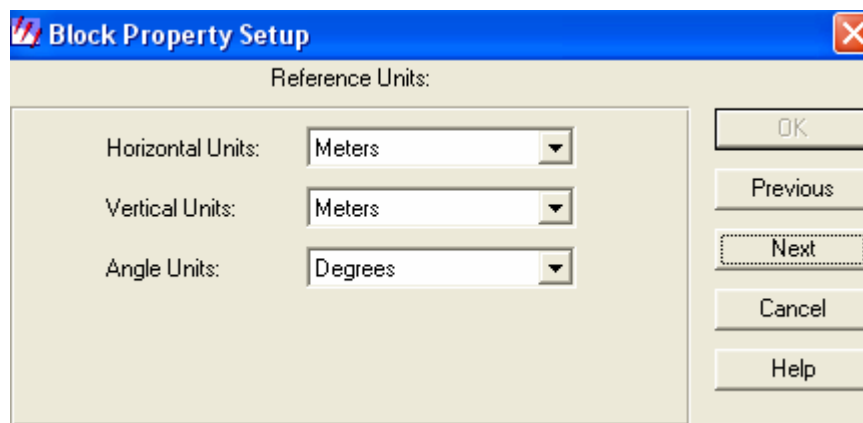 Block Property Setup
Reference Units:
Horizontal Units: Meters
Vertical Units: Meters
Angle Units: Degrees
OK
Previous
Next
Cancel
Help